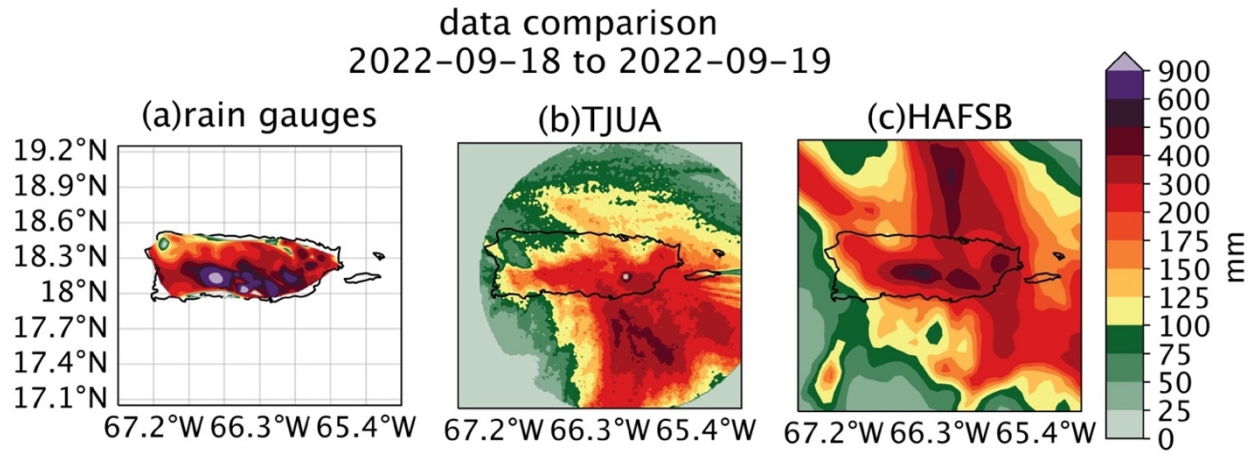 data comparison
2022-09-18 to 2022-09-19
(a)rain gauges
(b)TJUA
(c)HAFSB
19.2°N
18.9°N
18.6°N
18.3°N
18°N
17.7°N
17.4°N
17.1°N
67.2°W 66.3°W 65.4°W
67.2°W 66.3°W 65.4°W
67.2°W 66.3°W 65.4°W
900
600
500
400
300
200
175
150
125
100
75
50
25
0
mm